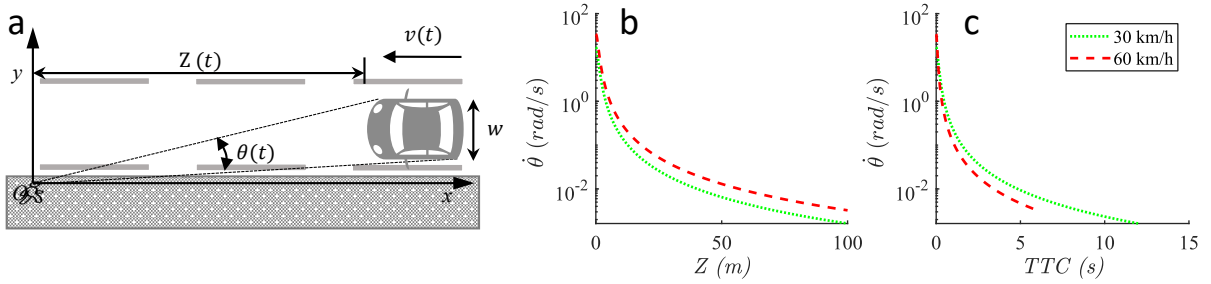 a
y
Z (t)
v(t)
w
θ(t)
O
x
b
10^2
10^0
10^-2
θ̇ (rad/s)
0
50
100
Z (m)
c
10^2
10^0
10^-2
θ̇ (rad/s)
0
5
10
15
TTC (s)
30 km/h
60 km/h